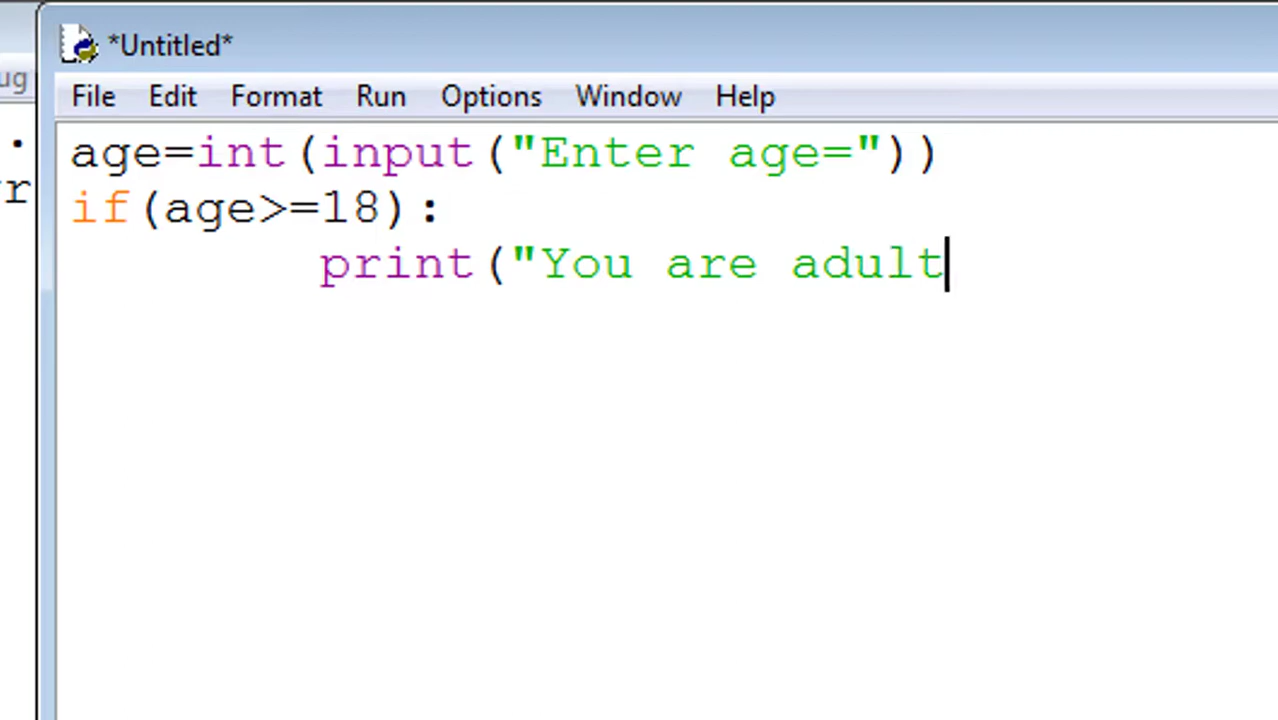 *Untitled*
ug
File Edit Format Run Options Window Help
age=int(input("Enter age="))
if(age>=18):
        print("You are adult